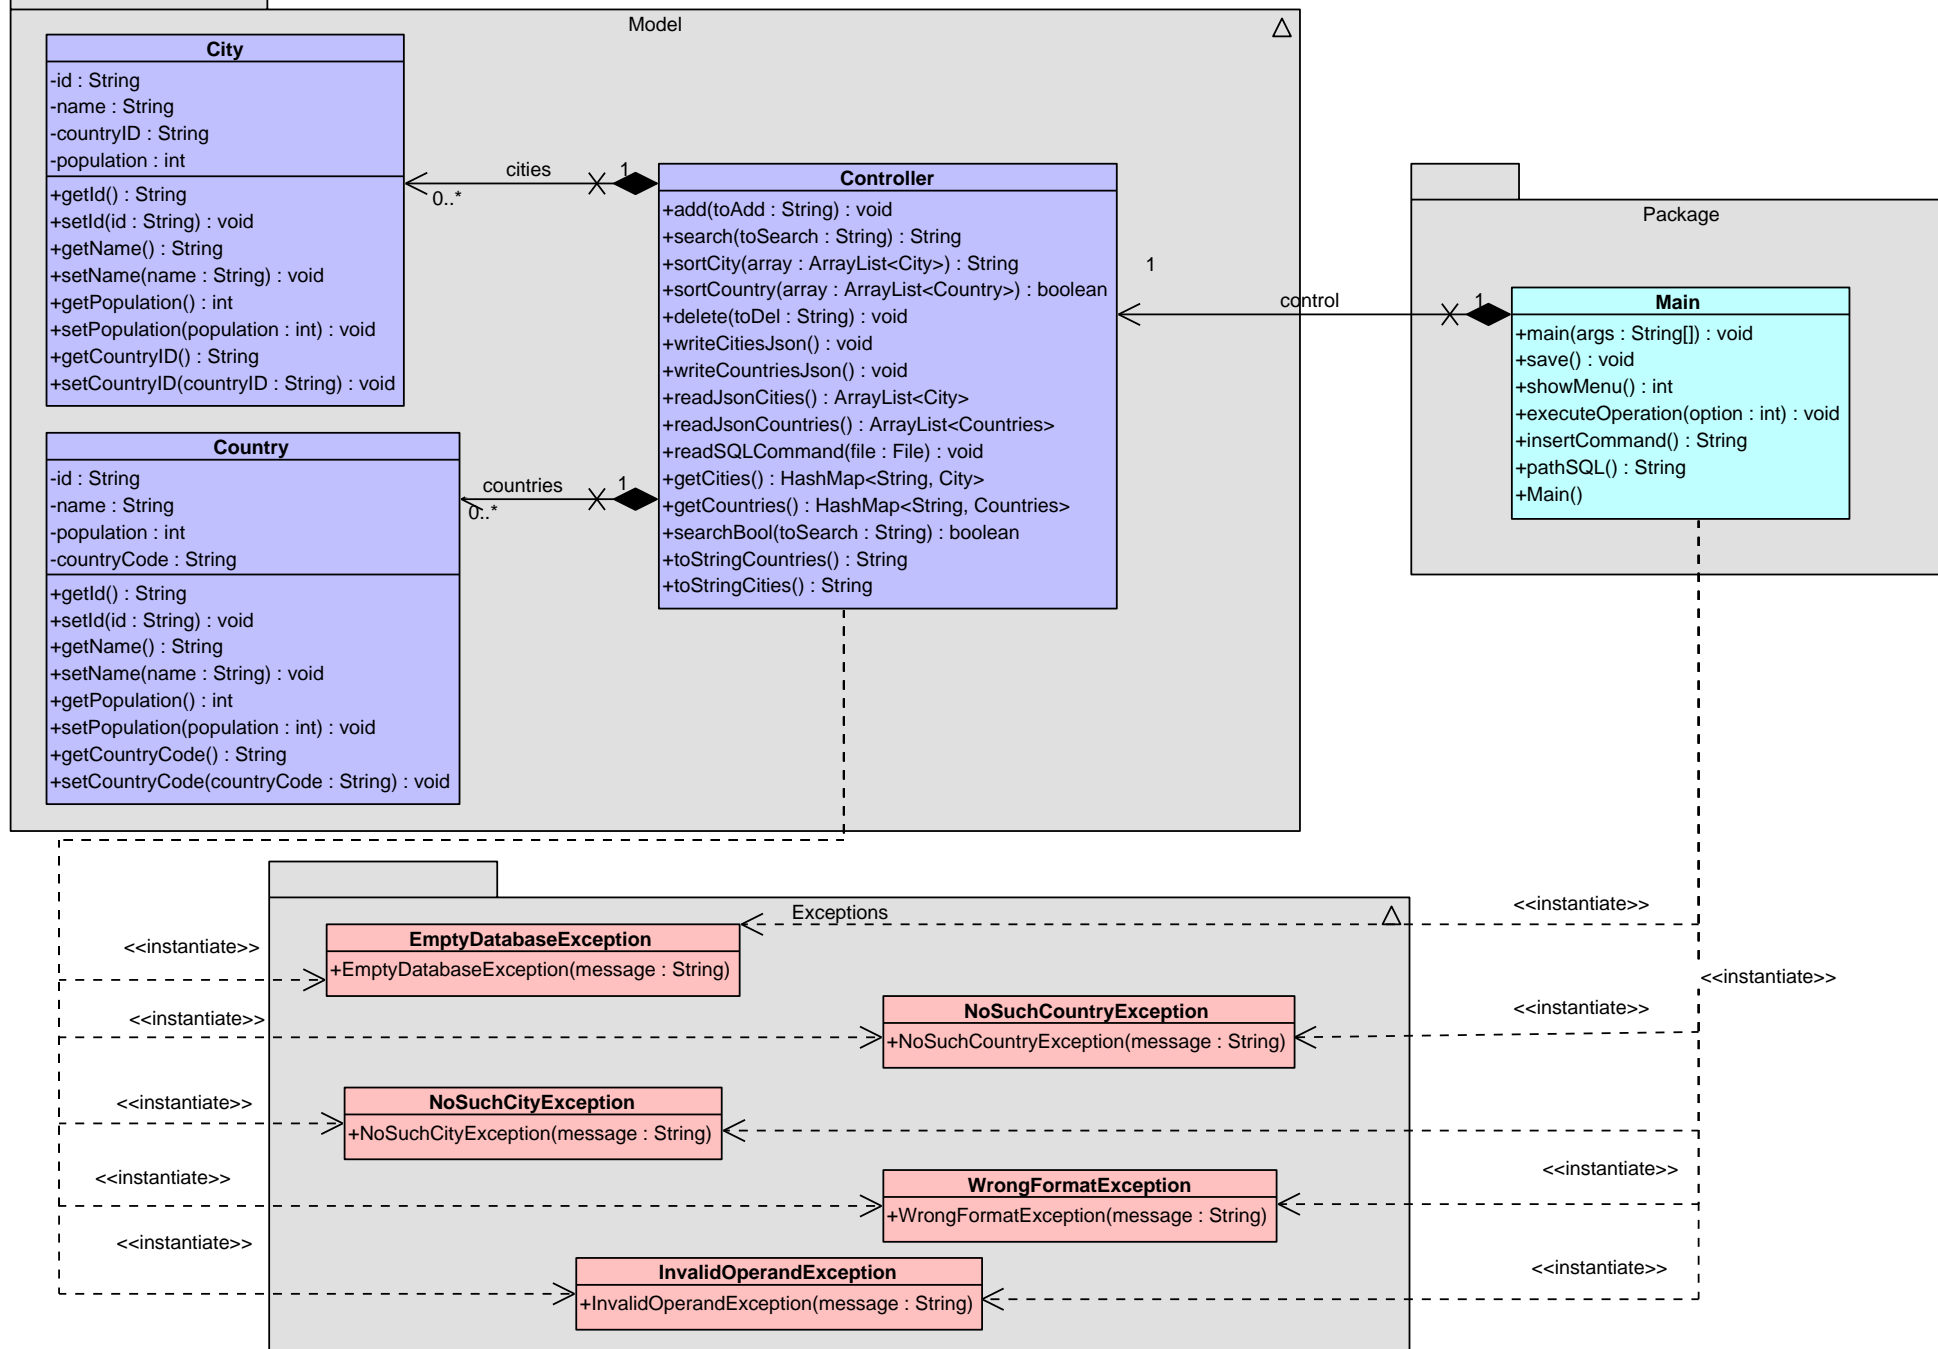 Model
City
-id : String
-name : String
-countryID : String
-population : int
+getId() : String
+setId(id : String) : void
+getName() : String
+setName(name : String) : void
+getPopulation() : int
+setPopulation(population : int) : void
+getCountryID() : String
+setCountryID(countryID : String) : void
cities
1
0..*
Country
-id : String
-name : String
-population : int
-countryCode : String
+getId() : String
+setId(id : String) : void
+getName() : String
+setName(name : String) : void
+getPopulation() : int
+setPopulation(population : int) : void
+getCountryCode() : String
+setCountryCode(countryCode : String) : void
countries
1
0..*
Controller
+add(toAdd : String) : void
+search(toSearch : String) : String
+sortCity(array : ArrayList<City>) : String
+sortCountry(array : ArrayList<Country>) : boolean
+delete(toDel : String) : void
+writeCitiesJson() : void
+writeCountriesJson() : void
+readJsonCities() : ArrayList<City>
+readJsonCountries() : ArrayList<Countries>
+readSQLCommand(file : File) : void
+getCities() : HashMap<String, City>
+getCountries() : HashMap<String, Countries>
+searchBool(toSearch : String) : boolean
+toStringCountries() : String
+toStringCities() : String
1
control
1
Package
Main
+main(args : String[]) : void
+save() : void
+showMenu() : int
+executeOperation(option : int) : void
+insertCommand() : String
+pathSQL() : String
+Main()
Exceptions
<<instantiate>>
<<instantiate>>
EmptyDatabaseException
+EmptyDatabaseException(message : String)
<<instantiate>>
<<instantiate>>
NoSuchCountryException
+NoSuchCountryException(message : String)
<<instantiate>>
<<instantiate>>
NoSuchCityException
+NoSuchCityException(message : String)
<<instantiate>>
<<instantiate>>
WrongFormatException
+WrongFormatException(message : String)
<<instantiate>>
<<instantiate>>
InvalidOperandException
+InvalidOperandException(message : String)